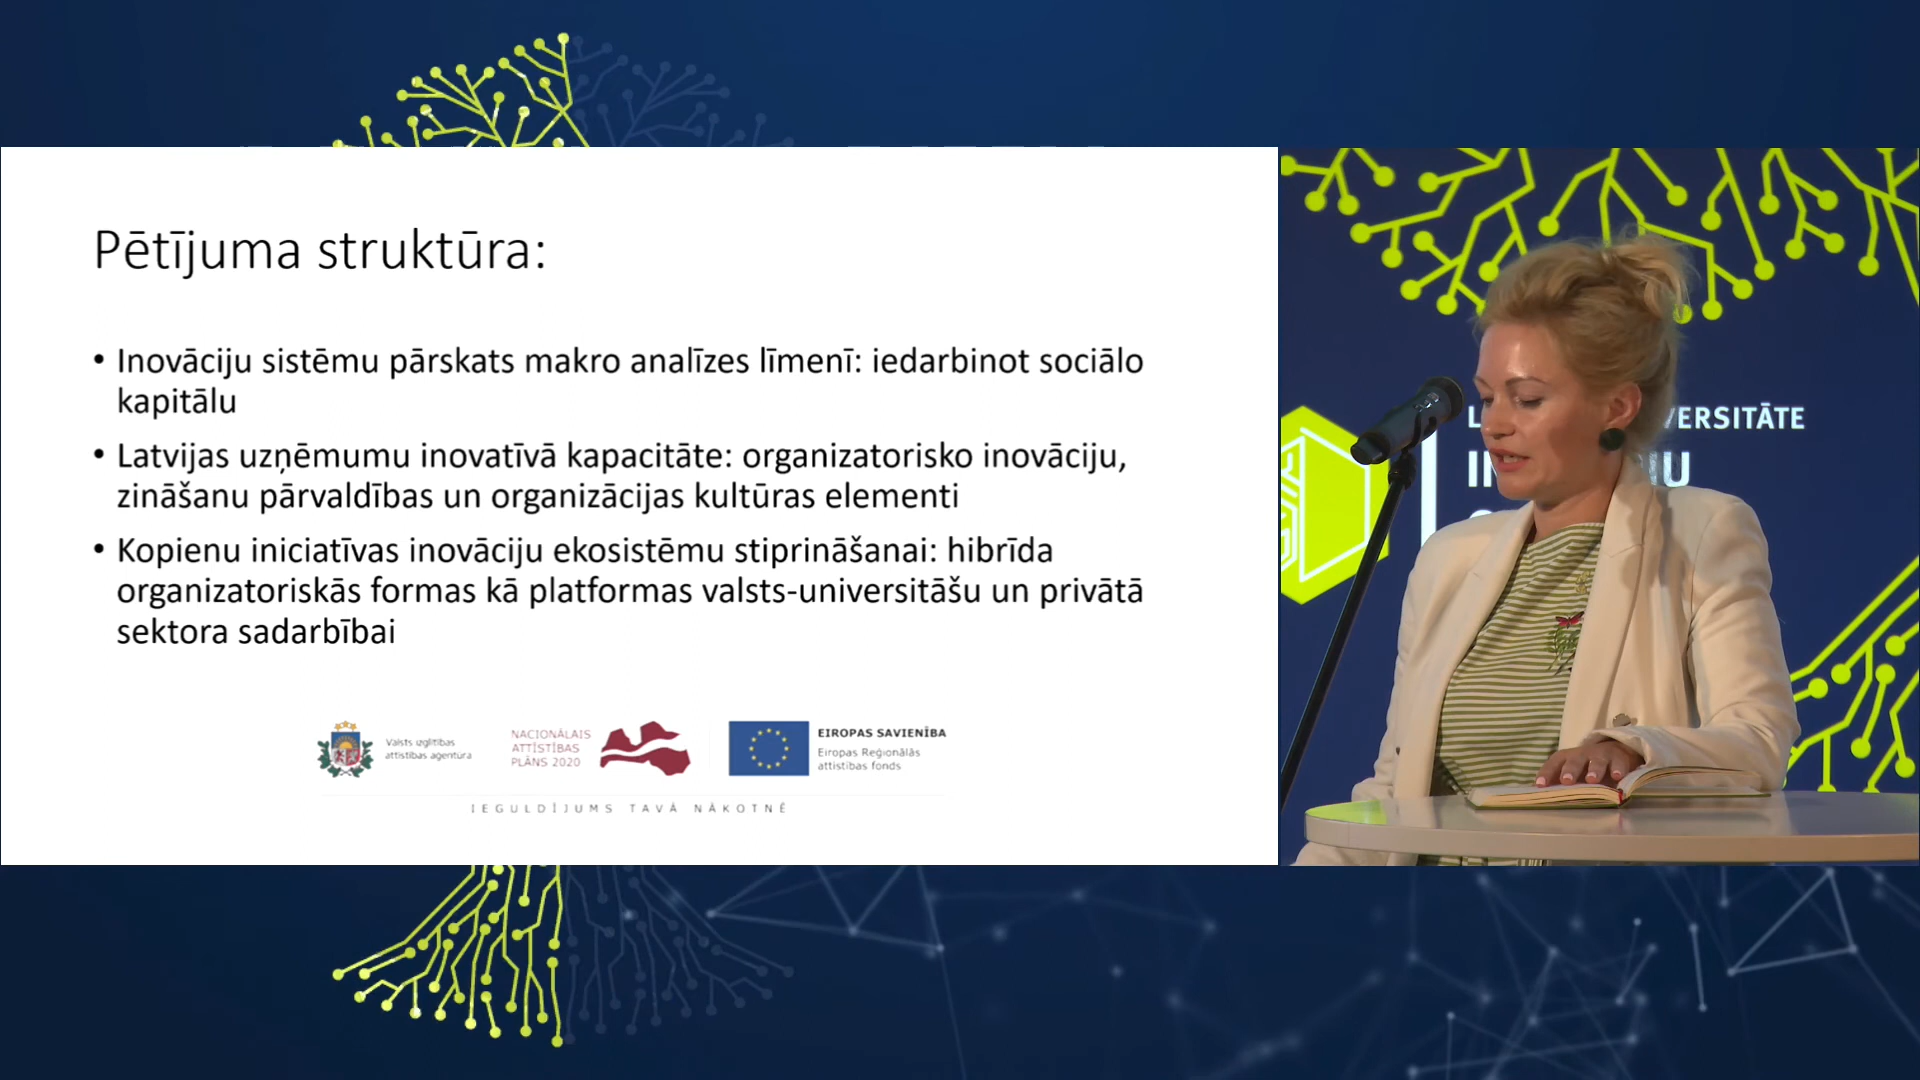 Pētījuma struktūra:
• Inovāciju sistēmu pārskats makro analīzes līmenī: iedarbinot sociālo
kapitālu
• Latvijas uzņēmumu inovatīvā kapacitāte: organizatorisko inovāciju,
zināšanu pārvaldības un organizācijas kultūras elementi
• Kopienu iniciatīvas inovāciju ekosistēmu stiprināšanai: hibrīda
organizatoriskās formas kā platformas valsts-universitāšu un privātā
sektora sadarbībai
Valsts izglītības
attīstības aģentūra
NACIONĀLAIS
ATTĪSTĪBAS
PLĀNS 2020
EIROPAS SAVIENĪBA
Eiropas Reģionālās
attīstības fonds
IEGULDĪJUMS TAVĀ NĀKOTNĒ